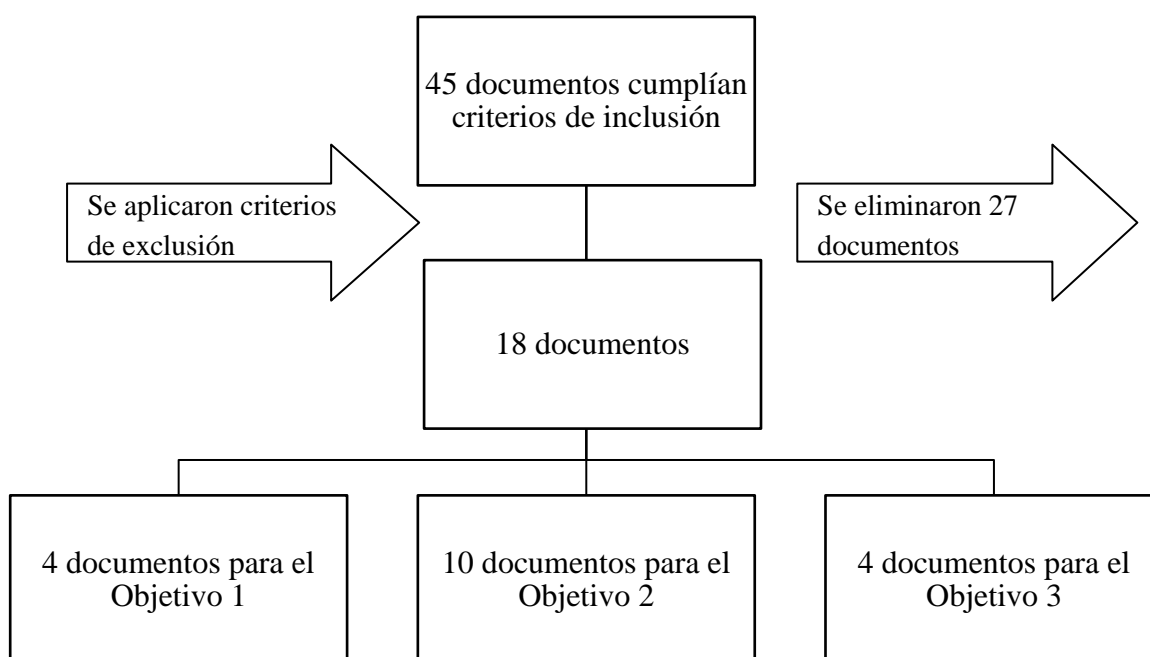 45 documentos cumplían
criterios de inclusión
Se aplicaron criterios
de exclusión
Se eliminaron 27
documentos
18 documentos
4 documentos para el
Objetivo 1
10 documentos para el
Objetivo 2
4 documentos para el
Objetivo 3